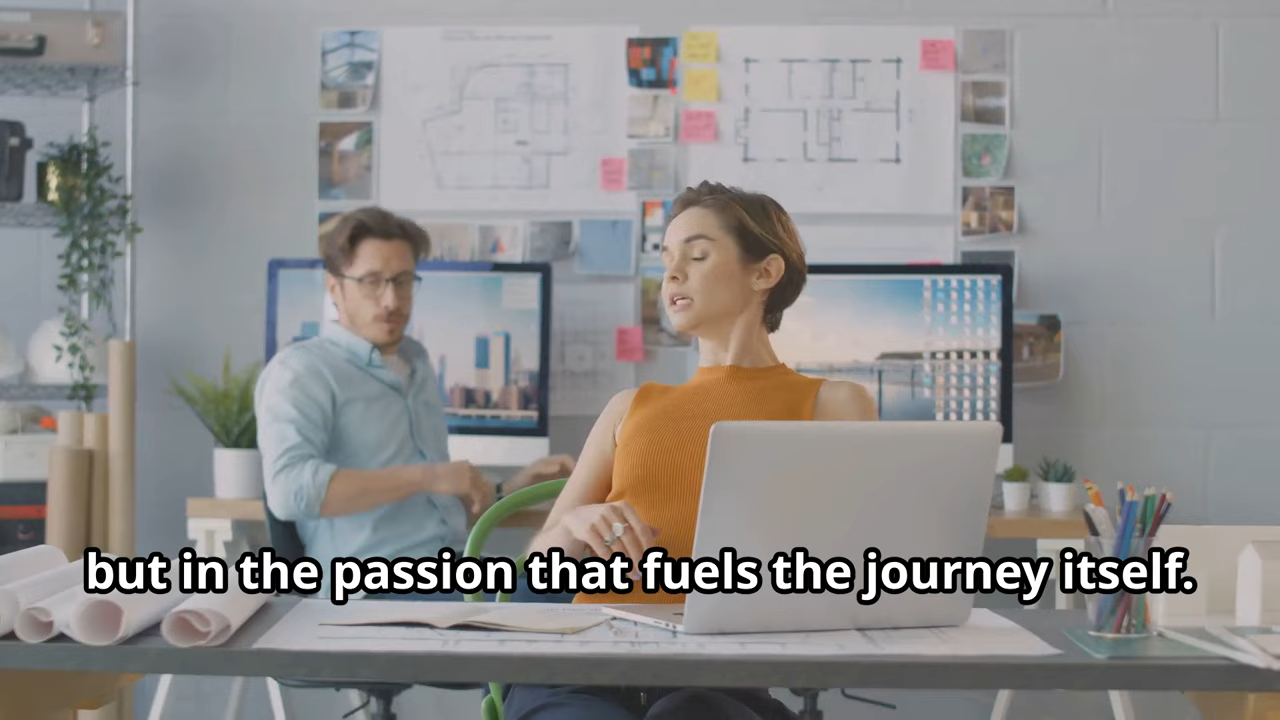 but in the passion that fuels the journey itself.